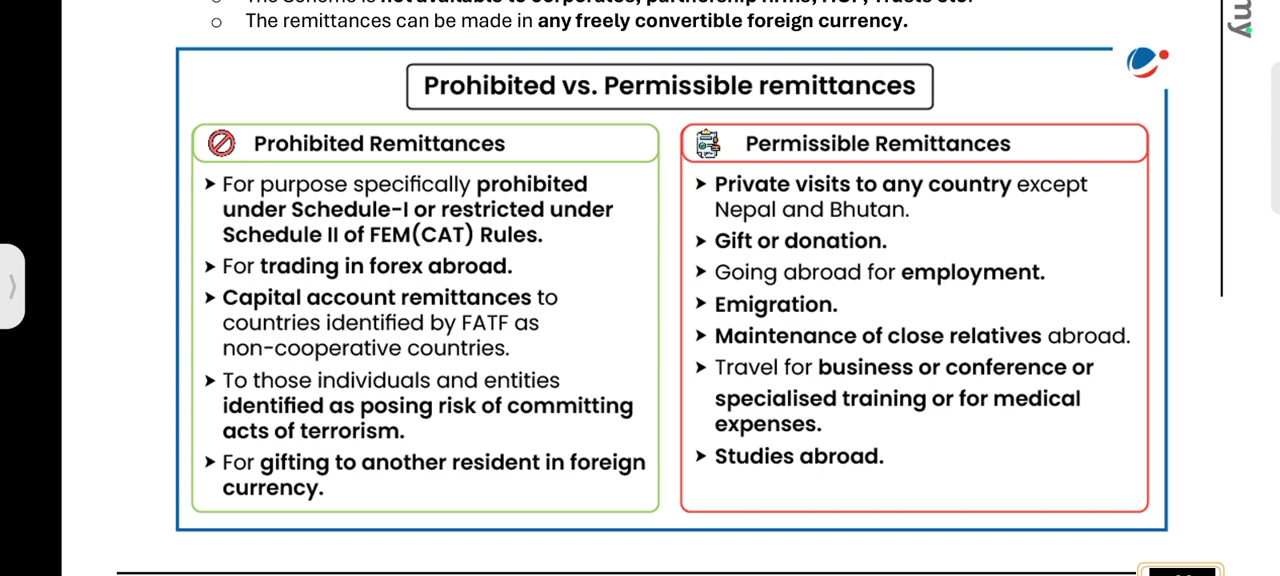 The remittances can be made in any freely convertible foreign currency.
my
Prohibited vs. Permissible remittances
Prohibited Remittances
➤ For purpose specifically prohibited
under Schedule-I or restricted under
Schedule II of FEM(CAT) Rules.
➤ For trading in forex abroad.
➤ Capital account remittances to
countries identified by FATF as
non-cooperative countries.
➤ To those individuals and entities
identified as posing risk of committing
acts of terrorism.
➤ For gifting to another resident in foreign
currency.
Permissible Remittances
➤ Private visits to any country except
Nepal and Bhutan.
➤ Gift or donation.
➤ Going abroad for employment.
➤ Emigration.
➤ Maintenance of close relatives abroad.
➤ Travel for business or conference or
specialised training or for medical
expenses.
➤ Studies abroad.